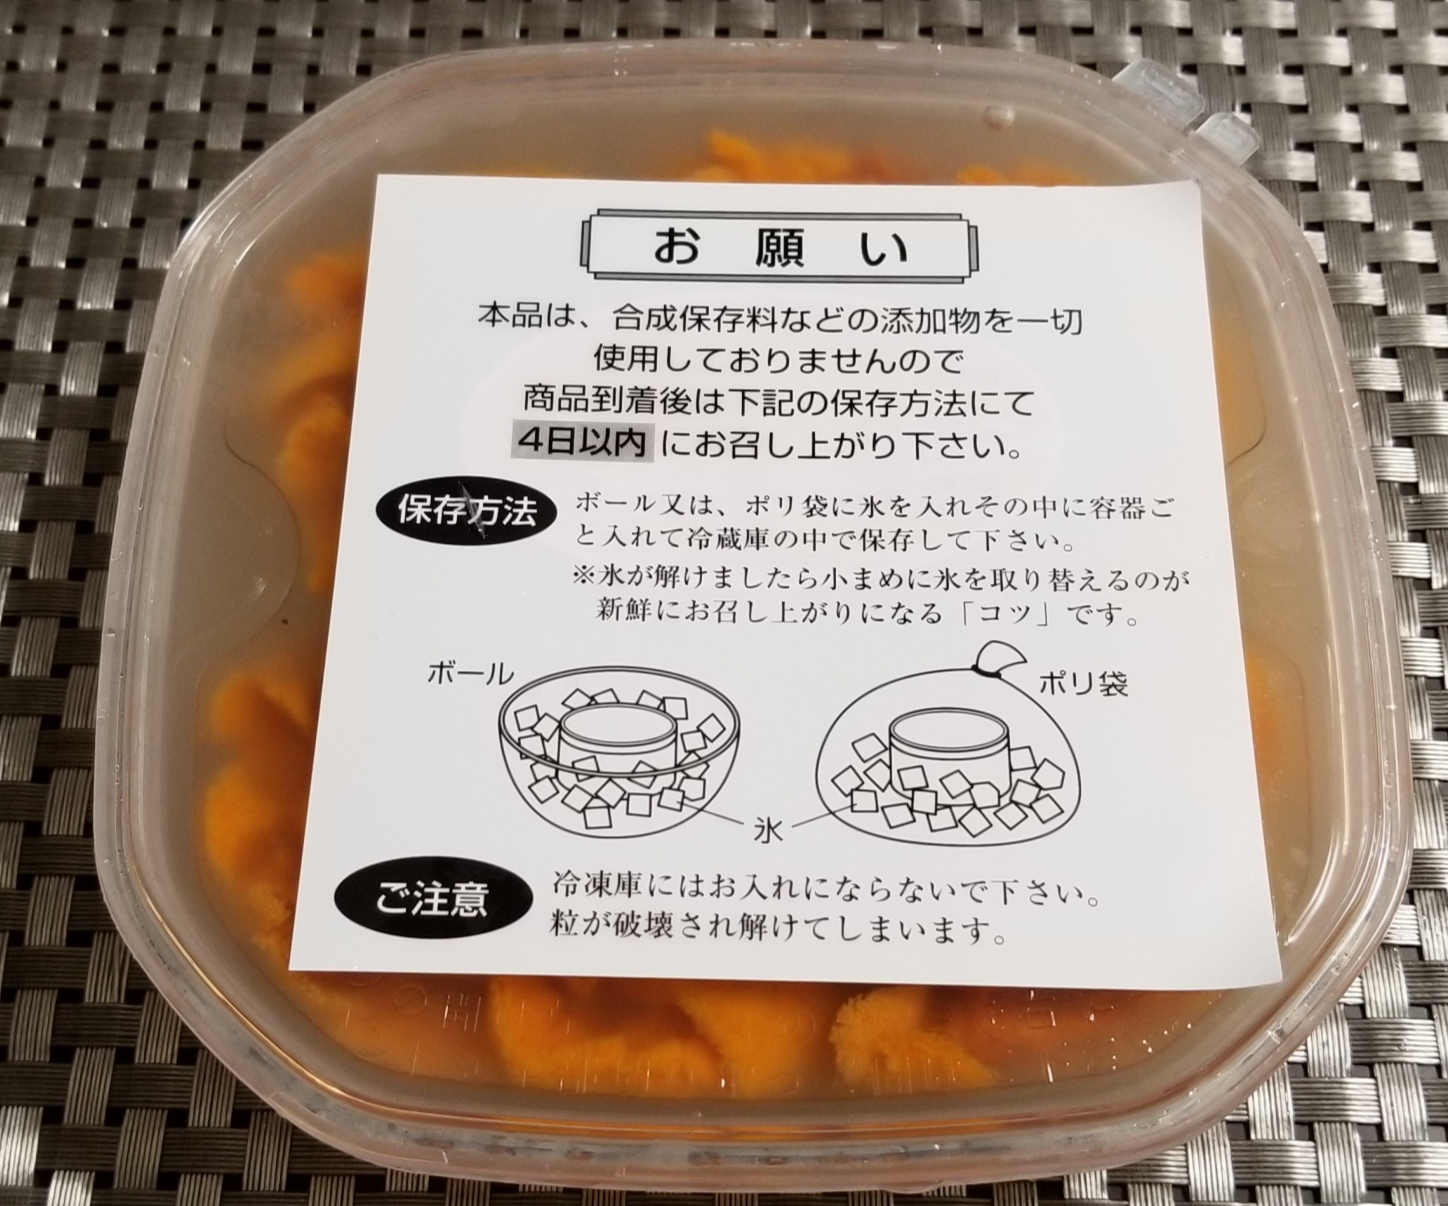 お願い
本品は、合成保存料などの添加物を一切
使用しておりませんので
商品到着後は下記の保存方法にて
4日以内にお召し上がり下さい。
保存方法
ボール又は、ポリ袋に氷を入れその中に容器ご
と入れて冷蔵庫の中で保存して下さい。
※氷が解けましたら小まめに氷を取り替えるのが
新鮮にお召し上がりになる「コツ」です。
ボール
ポリ袋
氷
ご注意
冷凍庫にはお入れにならないで下さい。
粒が破壊され解けてしまいます。